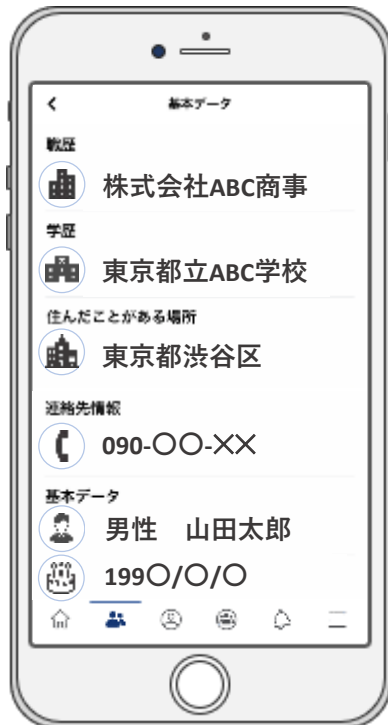 基本データ
職歴
株式会社ABC商事
学歴
東京都立ABC学校
住んだことがある場所
東京都渋谷区
連絡先情報
090-〇〇-××
基本データ
男性　山田太郎
199〇/〇/〇